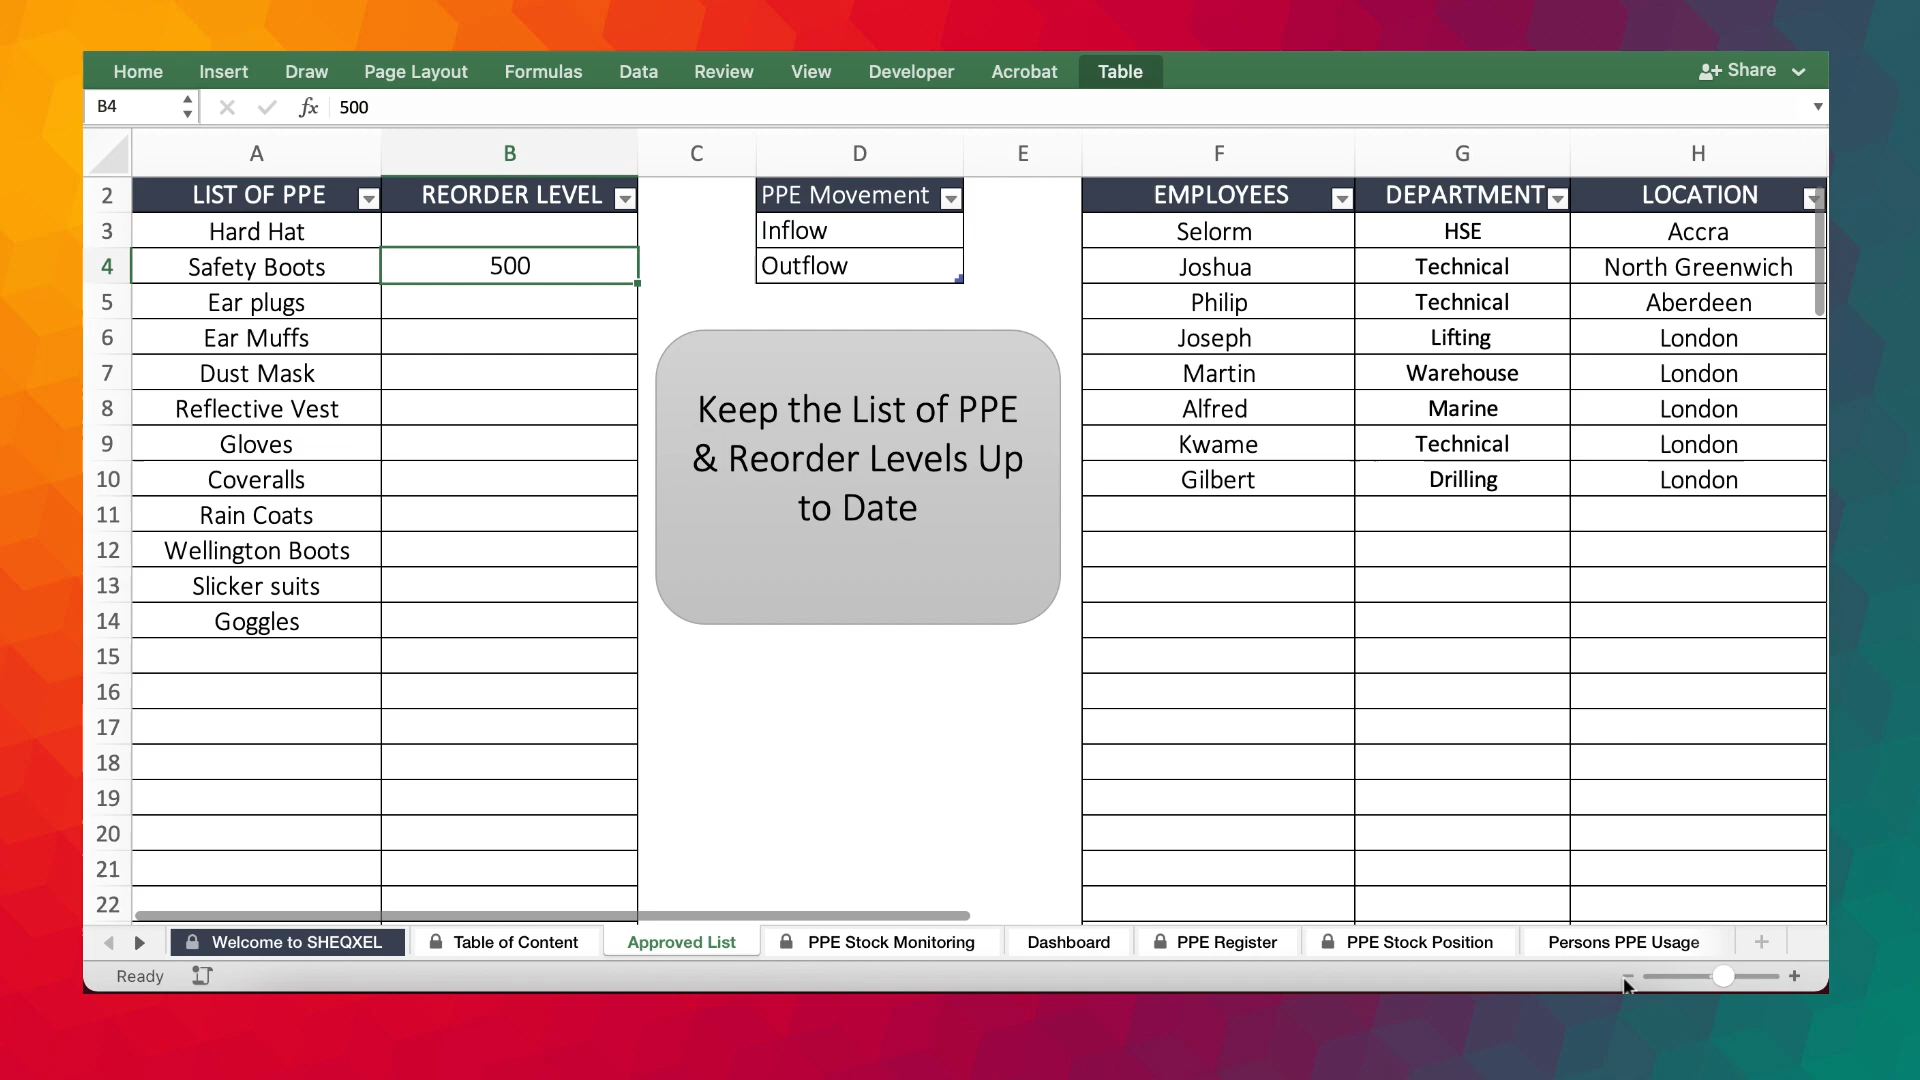 Home Insert Draw Page Layout Formulas Data Review View Developer Acrobat Table Share
B4 fx 500
A B C D E F G H
2 LIST OF PPE REORDER LEVEL PPE Movement EMPLOYEES DEPARTMENT LOCATION
3 Hard Hat Inflow Selorm HSE Accra
4 Safety Boots 500 Outflow Joshua Technical North Greenwich
5 Ear plugs Philip Technical Aberdeen
6 Ear Muffs Joseph Lifting London
7 Dust Mask Martin Warehouse London
8 Reflective Vest Alfred Marine London
9 Gloves Kwame Technical London
10 Coveralls Gilbert Drilling London
11 Rain Coats
12 Wellington Boots
13 Slicker suits
14 Goggles
Keep the List of PPE
& Reorder Levels Up
to Date
15
16
17
18
19
20
21
22
Welcome to SHEQXEL Table of Content Approved List PPE Stock Monitoring Dashboard PPE Register PPE Stock Position Persons PPE Usage +
Ready - +